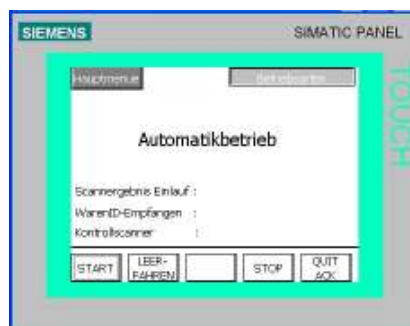 SIEMENS
SIMATIC PANEL
TOUCH
Hauptmenue
Betriebsarten
Automatikbetrieb
Scannergebnis Einlauf :
WarenID-Empfangen :
Kontrollscanner :
START
LEER-
FAHREN
STOP
QUIT
ACK